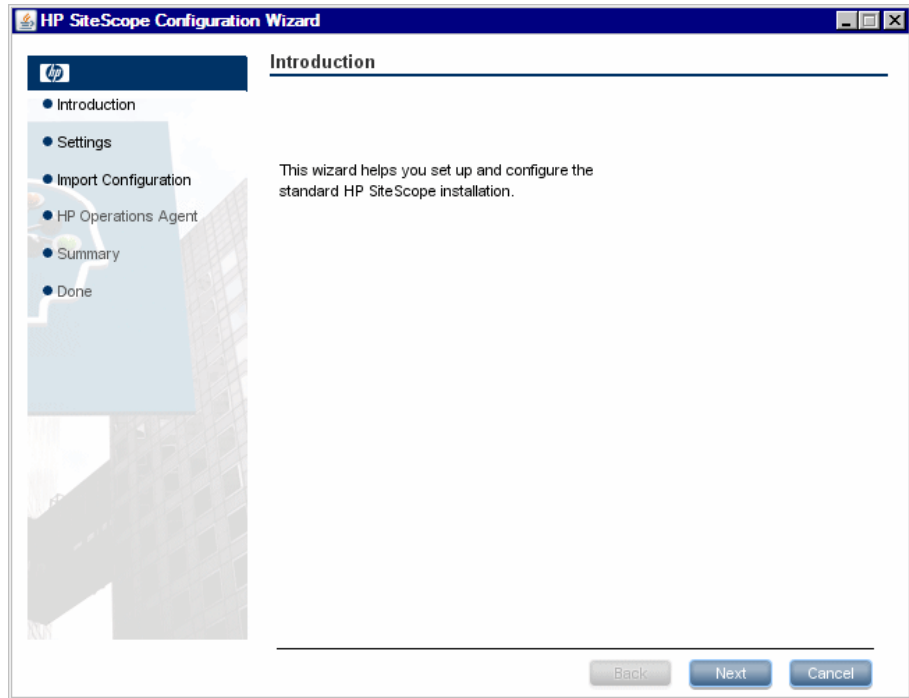 HP SiteScope Configuration Wizard
Introduction
hp
Introduction
Settings
Import Configuration
HP Operations Agent
Summary
Done
This wizard helps you set up and configure the
standard HP SiteScope installation.
Back
Next
Cancel